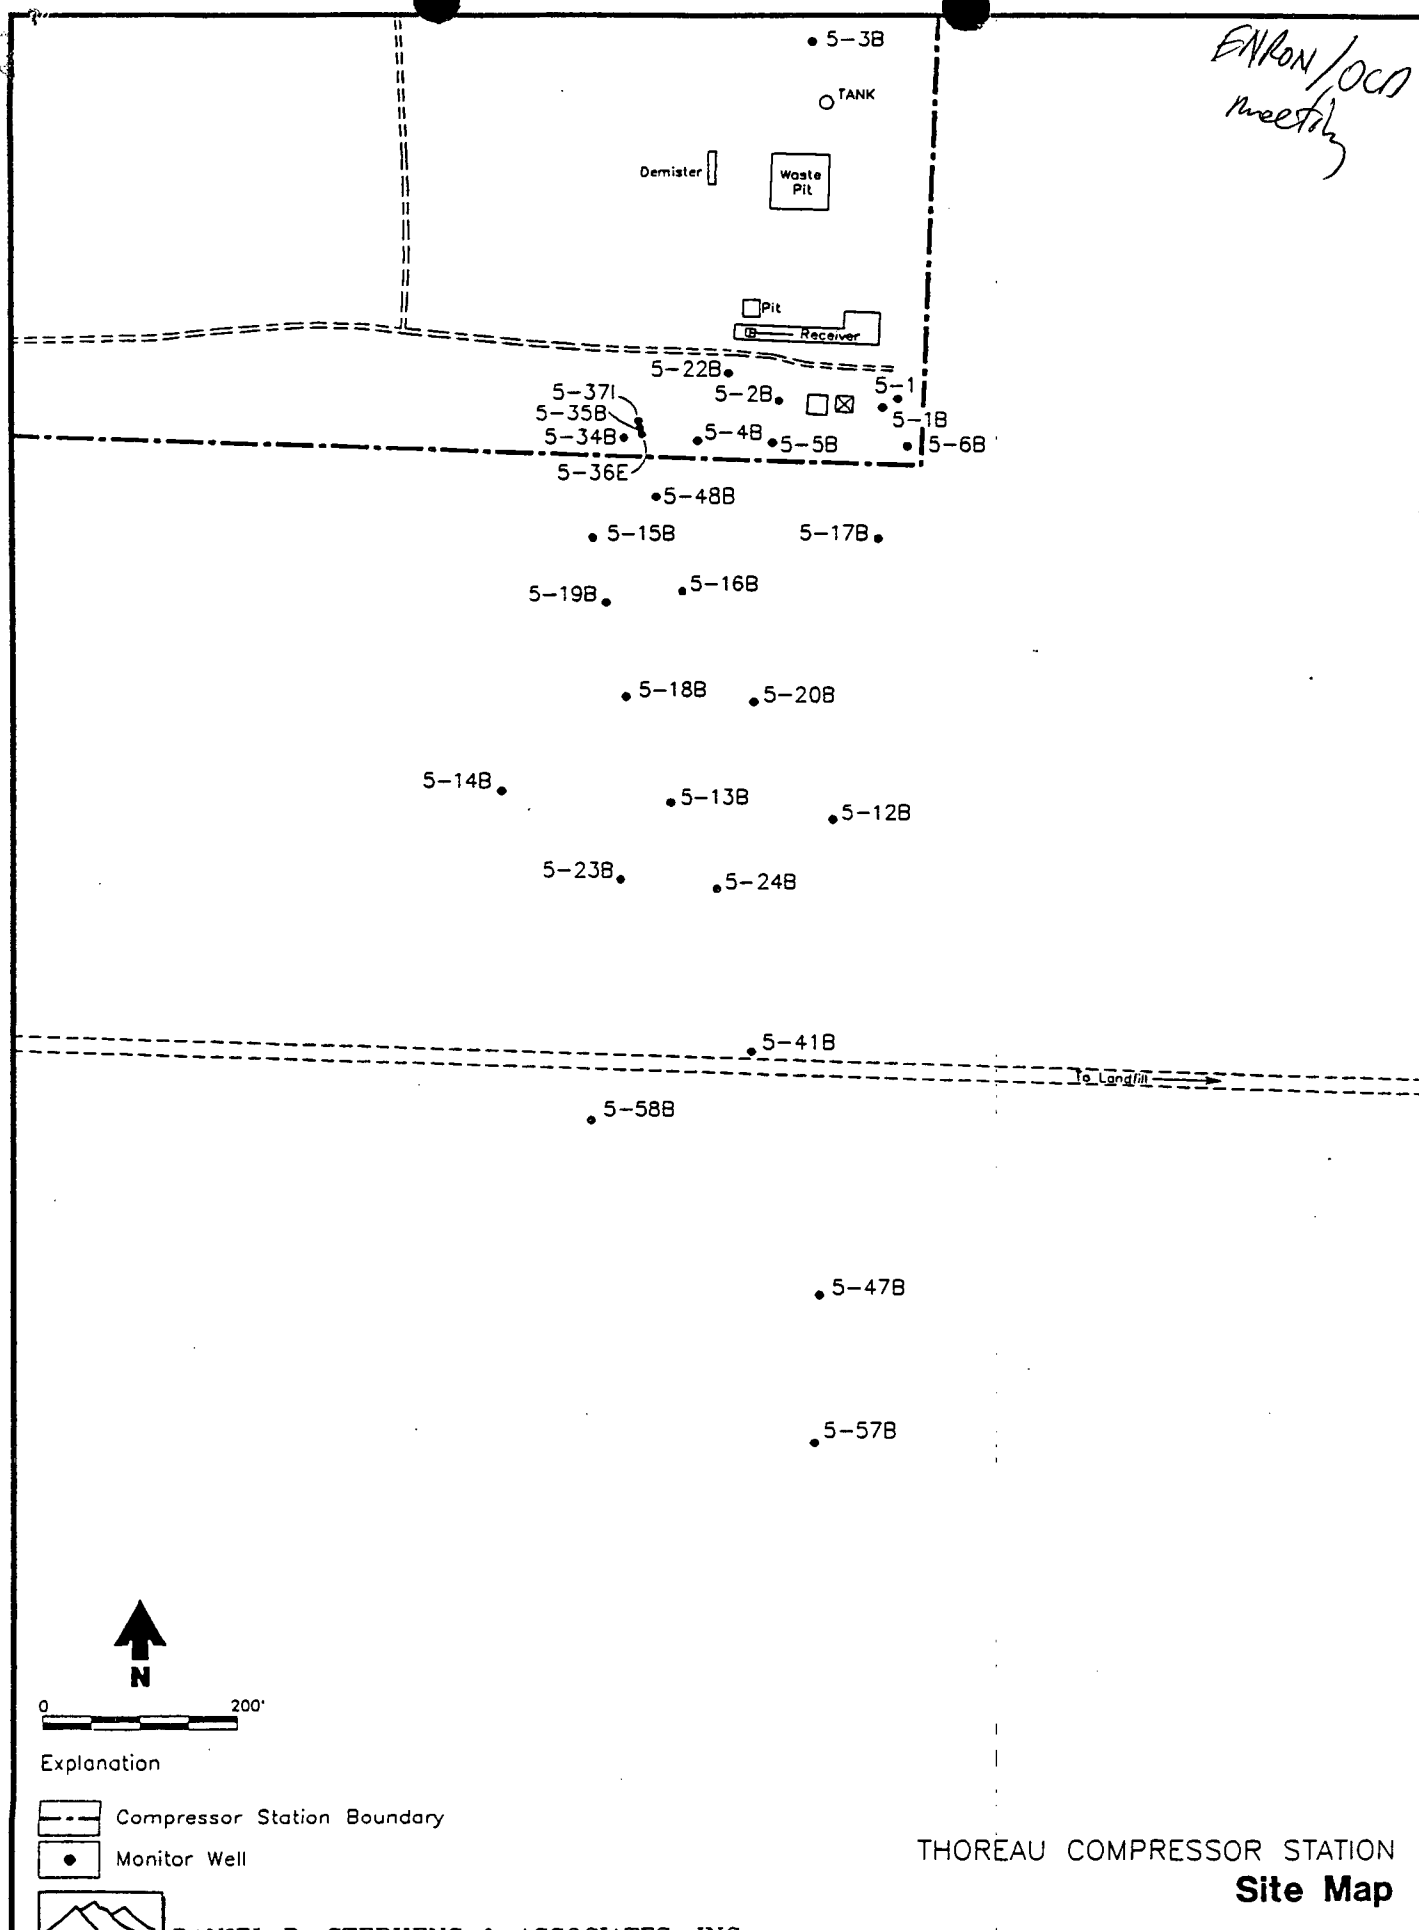 5-3B
ENRON/OCD
meeting
TANK
Demister
Waste
Pit
Pit
Receiver
5-22B
5-2B
5-1
5-1B
5-37I
5-35B
5-34B
5-4B
5-5B
5-6B
5-36E
5-48B
5-15B
5-17B
5-16B
5-19B
5-18B
5-20B
5-14B
5-13B
5-12B
5-23B
5-24B
5-41B
To Landfill
5-58B
5-47B
5-57B
N
0 200'
Explanation
Compressor Station Boundary
Monitor Well
THOREAU COMPRESSOR STATION
Site Map
DANIEL B. STEPHENS & ASSOCIATES, INC.